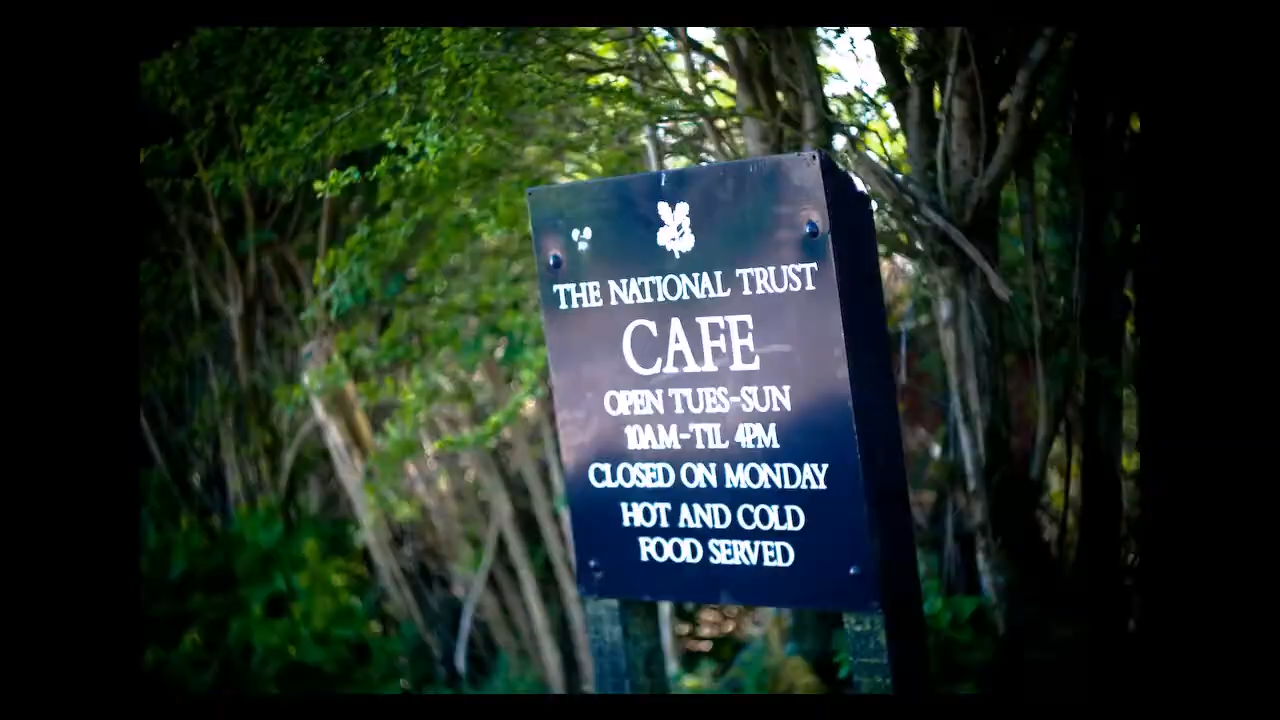 THE NATIONAL TRUST
CAFE
OPEN TUES-SUN
10AM-TIL 4PM
CLOSED ON MONDAY
HOT AND COLD
FOOD SERVED